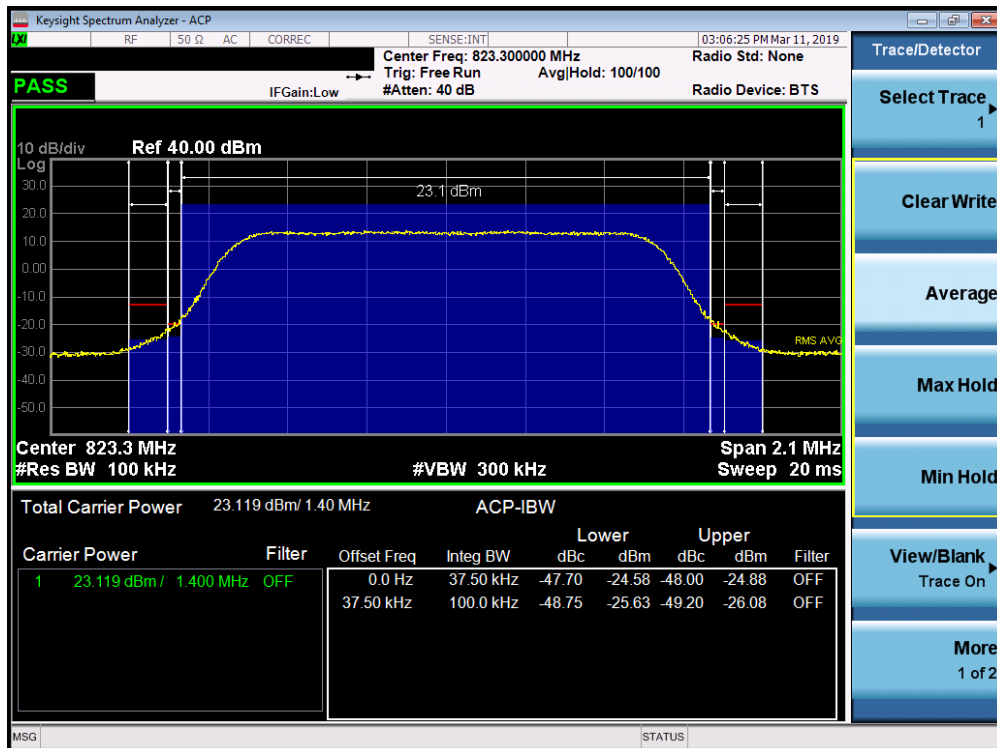 Keysight Spectrum Analyzer - ACP
LXI RF 50 Ω AC CORREC SENSE:INT 03:06:25 PM Mar 11, 2019
Center Freq: 823.300000 MHz Radio Std: None
Trig: Free Run Avg|Hold: 100/100
PASS IFGain:Low #Atten: 40 dB Radio Device: BTS
10 dB/div Ref 40.00 dBm
Log
30.0
20.0
10.0
0.00
-10.0
-20.0
-30.0
-40.0
-50.0
23.1 dBm
RMS AVG
Center 823.3 MHz Span 2.1 MHz
#Res BW 100 kHz #VBW 300 kHz Sweep 20 ms
Total Carrier Power 23.119 dBm/ 1.40 MHz ACP-IBW
Lower Upper
Carrier Power Filter Offset Freq Integ BW dBc dBm dBc dBm Filter
1 23.119 dBm / 1.400 MHz OFF 0.0 Hz 37.50 kHz -47.70 -24.58 -48.00 -24.88 OFF
37.50 kHz 100.0 kHz -48.75 -25.63 -49.20 -26.08 OFF
MSG STATUS
Trace/Detector
Select Trace
1
Clear Write
Average
Max Hold
Min Hold
View/Blank
Trace On
More
1 of 2